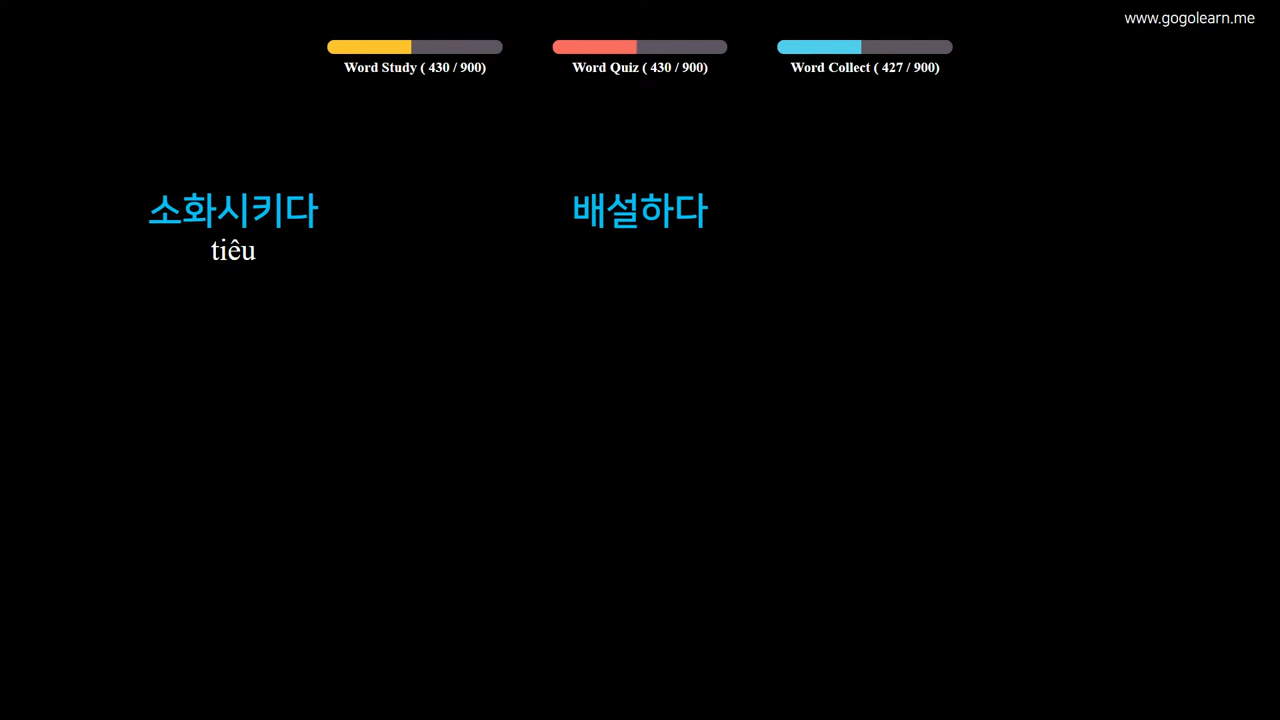 www.gogolearn.me
Word Study ( 430 / 900)
Word Quiz ( 430 / 900)
Word Collect ( 427 / 900)
소화시키다
tiêu
배설하다